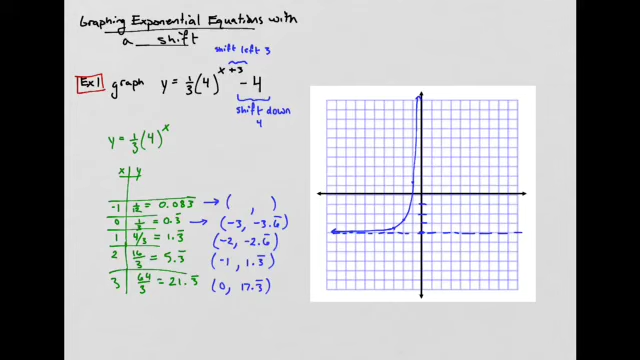 Graphing Exponential Equations with
a shift
shift left 3
Ex1 graph y = 1/3 (4)^(x+3) - 4
shift down
4
y = 1/3 (4)^x
x y
-1 1/12 = 0.083̅ → ( , )
0 1/3 = 0.3̅ → (-3, -3.6̅)
1 4/3 = 1.3̅ (-2, -2.6̅)
2 16/3 = 5.3̅ (-1, 1.3̅)
3 64/3 = 21.3̅ (0, 17.3̅)